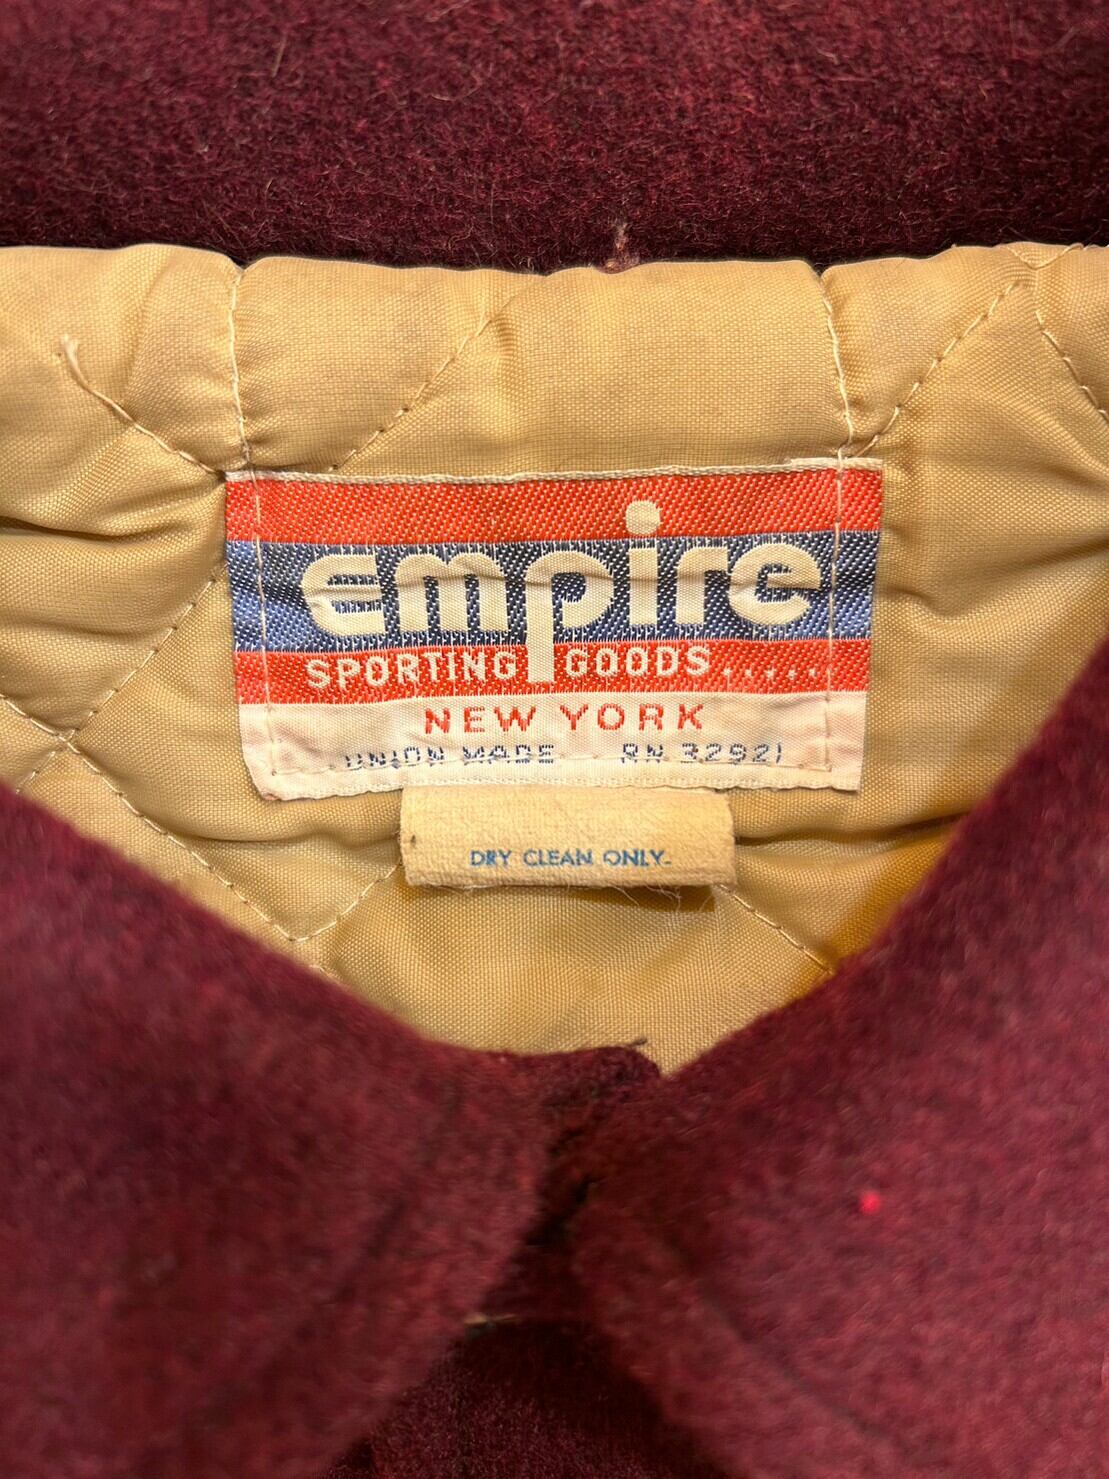 empire
SPORTING GOODS.....
NEW YORK
UNION MADE RN 32921
DRY CLEAN ONLY.